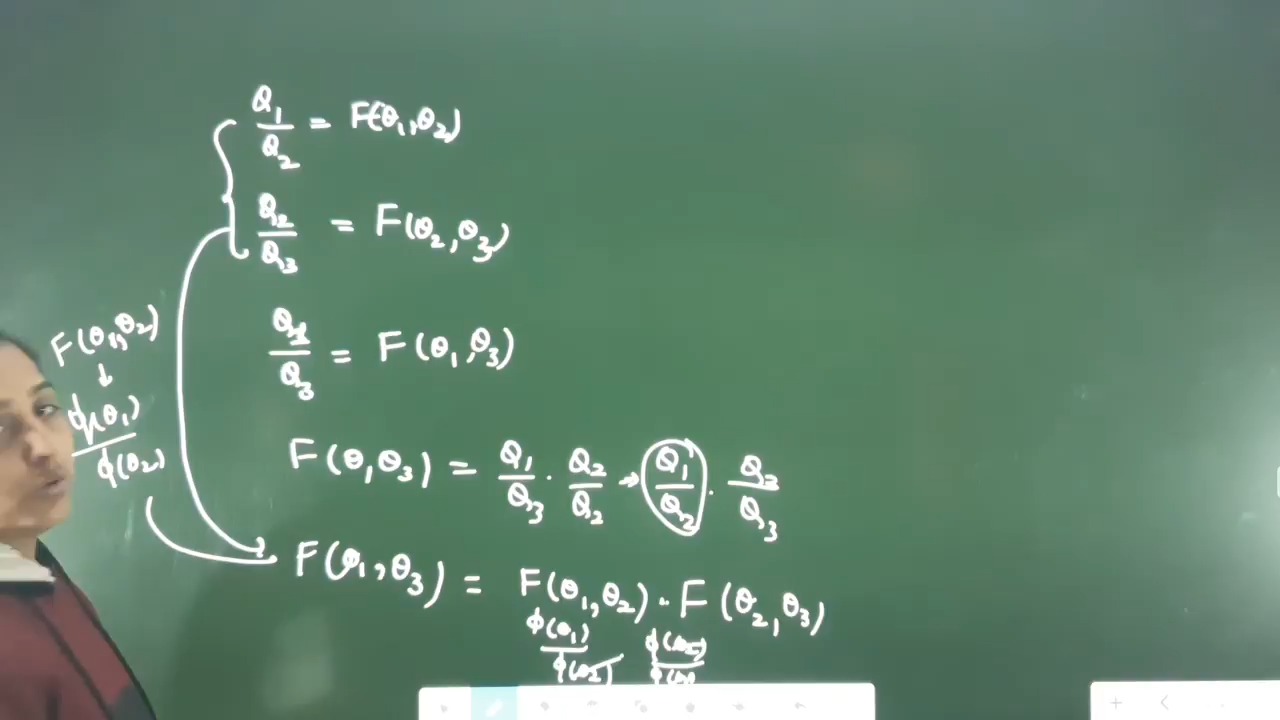 Q₁/Q₂ = F(θ₁,θ₂)
Q₂/Q₃ = F(θ₂,θ₃)
Q₁/Q₃ = F(θ₁,θ₃)
F(θ₁,θ₂)
↓
ϕ(θ₁)/ϕ(θ₂)
F(θ,θ₃) = Q₁/Q₃ · Q₂/Q₂ → Q₁/Q₂ · Q₂/Q₃
F(θ₁,θ₃) = F(θ₁,θ₂) · F(θ₂,θ₃)
ϕ(θ₁)/ϕ(θ₂) ϕ(θ₂)/